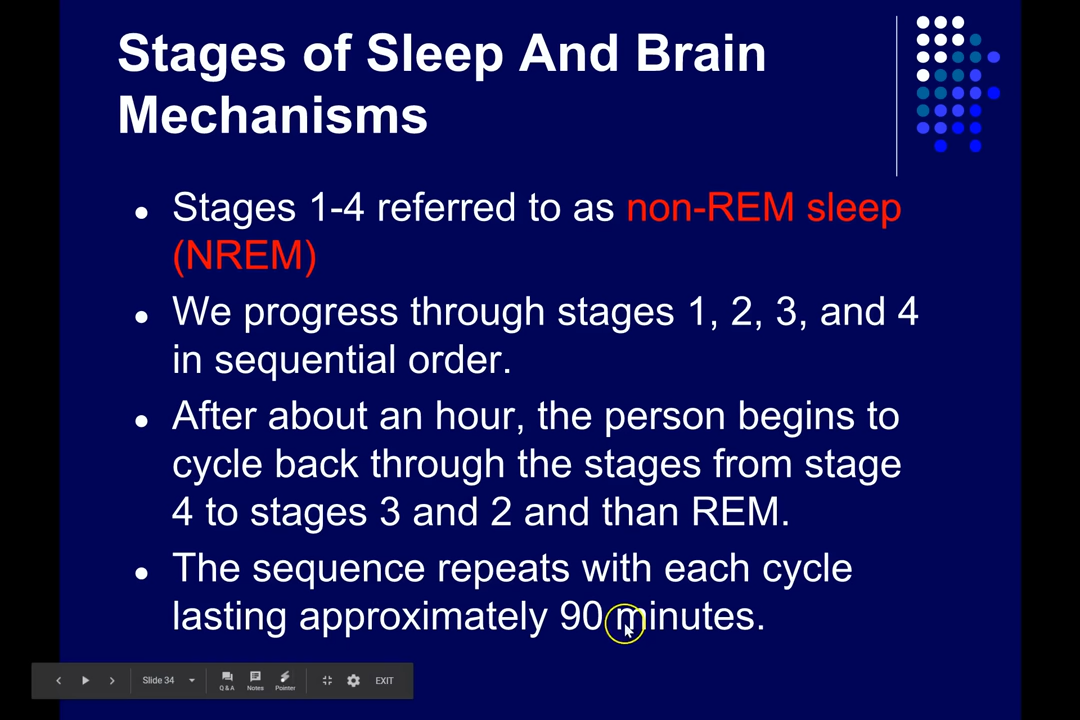 Stages of Sleep And Brain
Mechanisms
● Stages 1-4 referred to as non-REM sleep
(NREM)
● We progress through stages 1, 2, 3, and 4
in sequential order.
● After about an hour, the person begins to
cycle back through the stages from stage
4 to stages 3 and 2 and than REM.
● The sequence repeats with each cycle
lasting approximately 90 minutes.
Slide 34
Q & A Notes Pointer EXIT